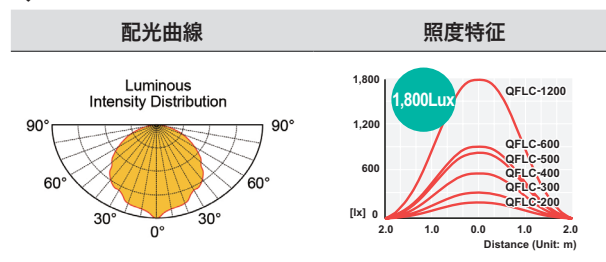 配光曲線
照度特征
Luminous
Intensity Distribution
90°
90°
60°
60°
30°
30°
0°
1,800
1,200
600
[lx] 0
1,800Lux
QFLC-1200
QFLC-600
QFLC-500
QFLC-400
QFLC-300
QFLC-200
2.0 1.0 0.0 1.0 2.0
Distance (Unit: m)